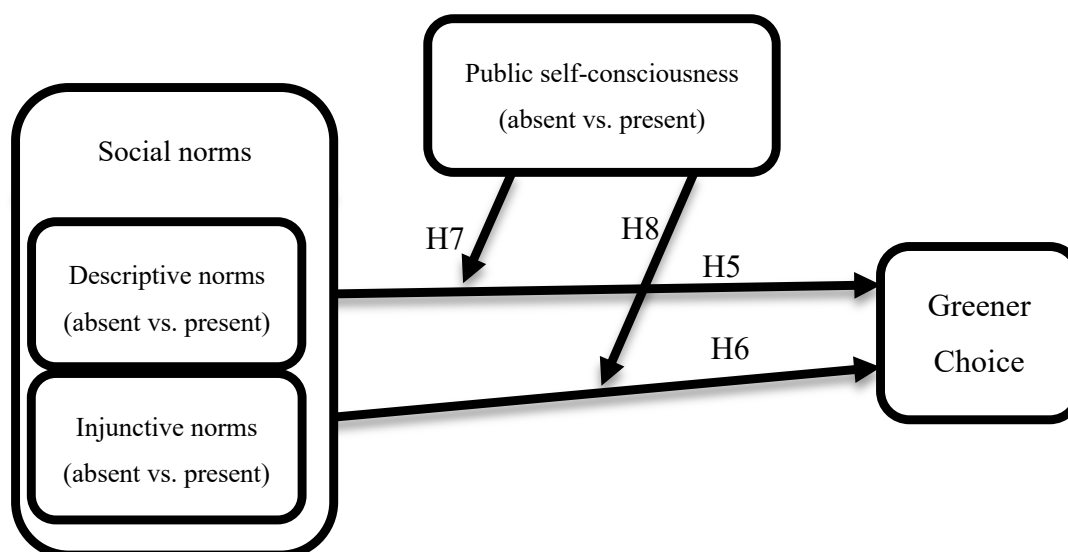 Public self-consciousness
(absent vs. present)
Social norms
H7
H8
Descriptive norms
(absent vs. present)
H5
Greener
Choice
H6
Injunctive norms
(absent vs. present)